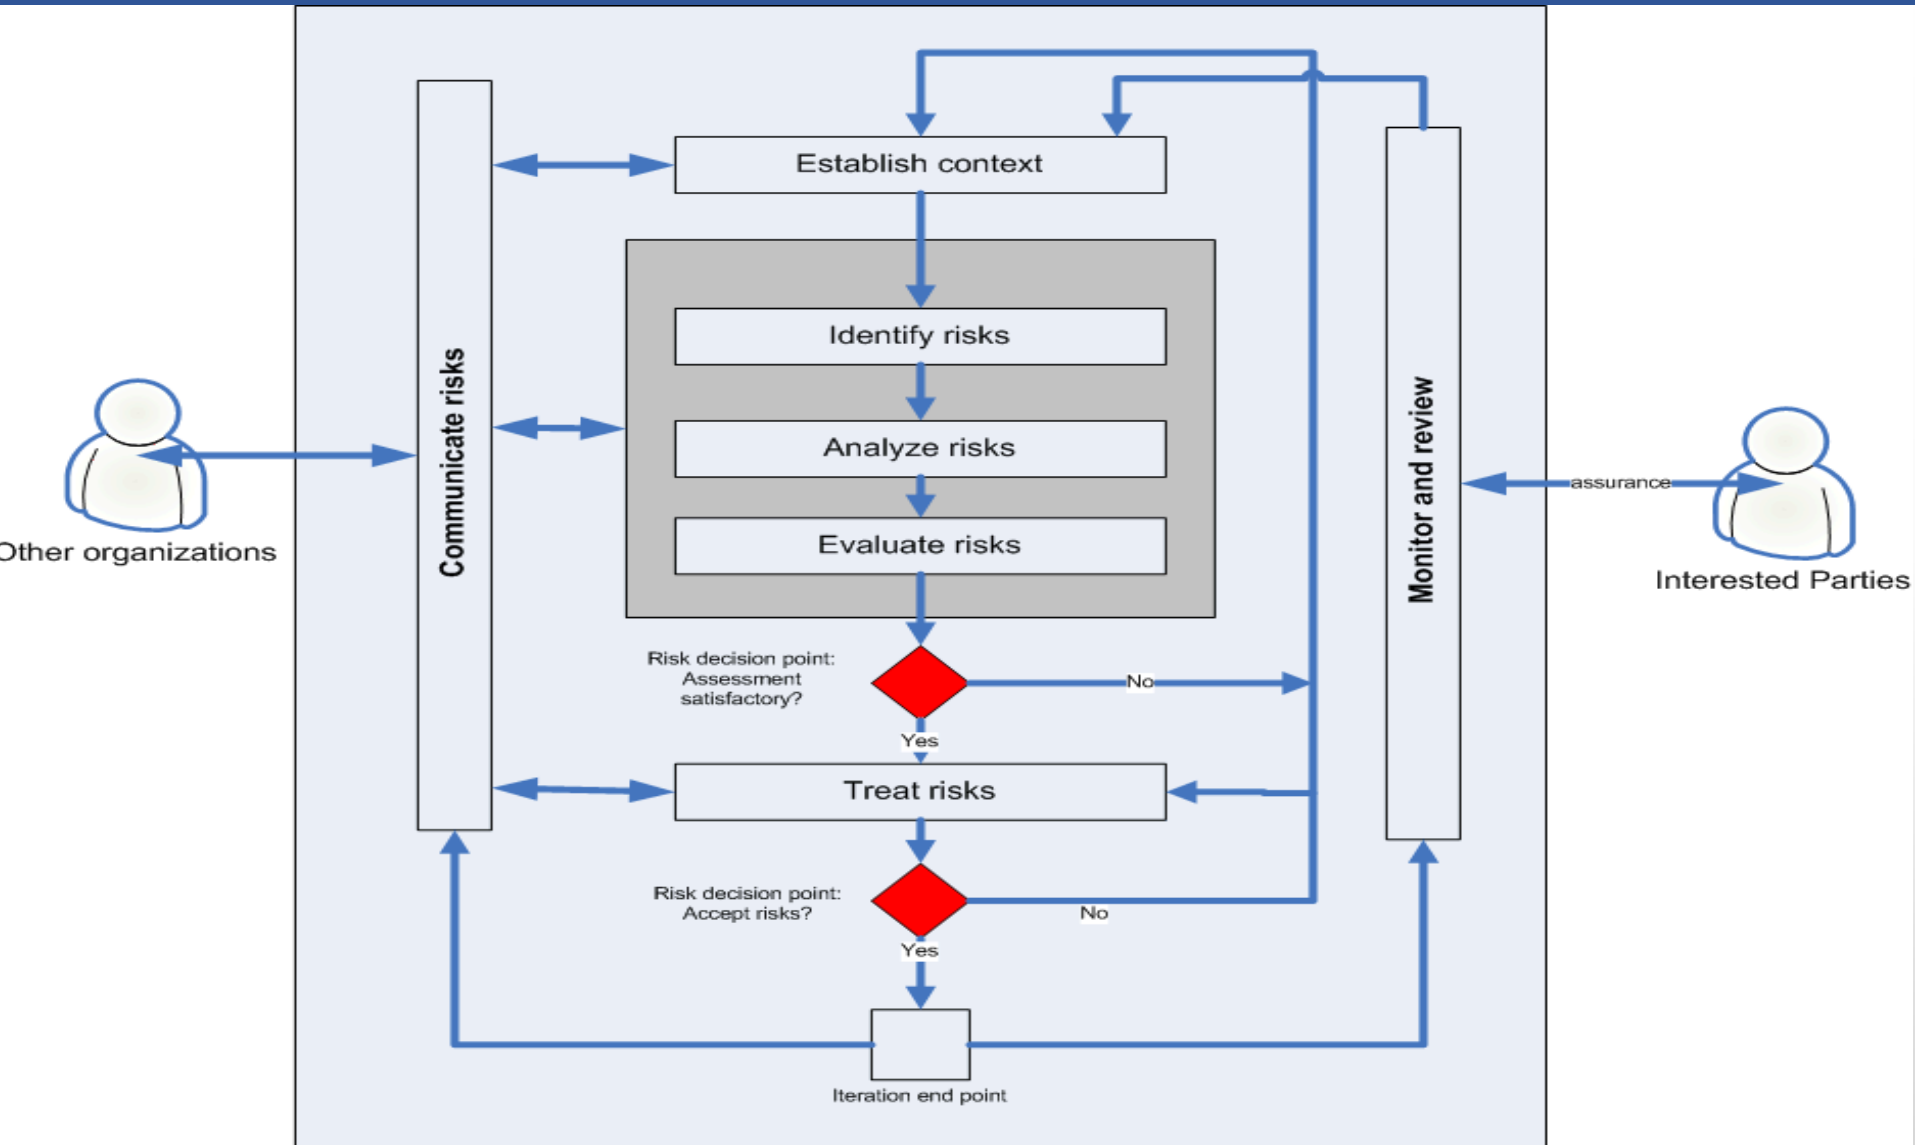 Establish context
Identify risks
Analyze risks
Evaluate risks
Communicate risks
Monitor and review
Other organizations
assurance
Interested Parties
Risk decision point:
Assessment
satisfactory?
No
Yes
Treat risks
Risk decision point:
Accept risks?
No
Yes
Iteration end point